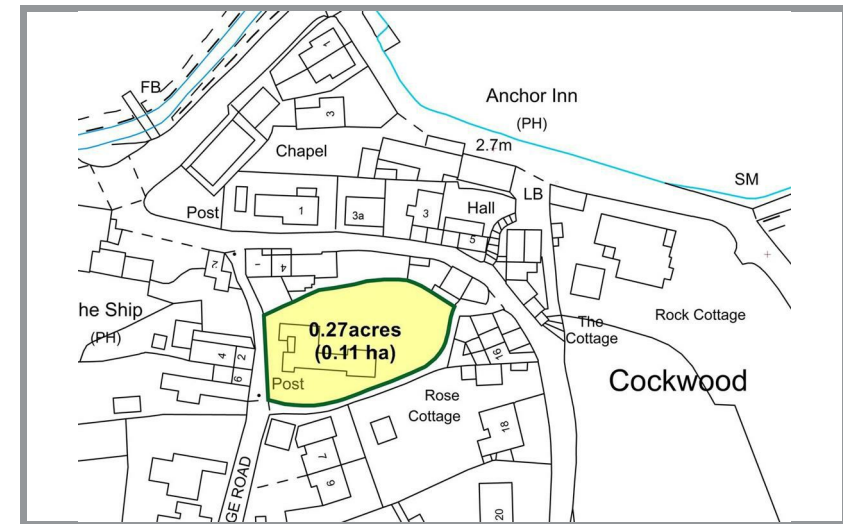 1
FB
Anchor Inn
(PH)
3
2.7m
Chapel
SM
LB
Post
1
3a
3
Hall
5
2
-
4
he Ship
(PH)
0.27acres
(0.11 ha)
The
Cottage
Rock Cottage
4
2
6
16
Post
Cockwood
Rose
Cottage
18
7
9
GE ROAD
20